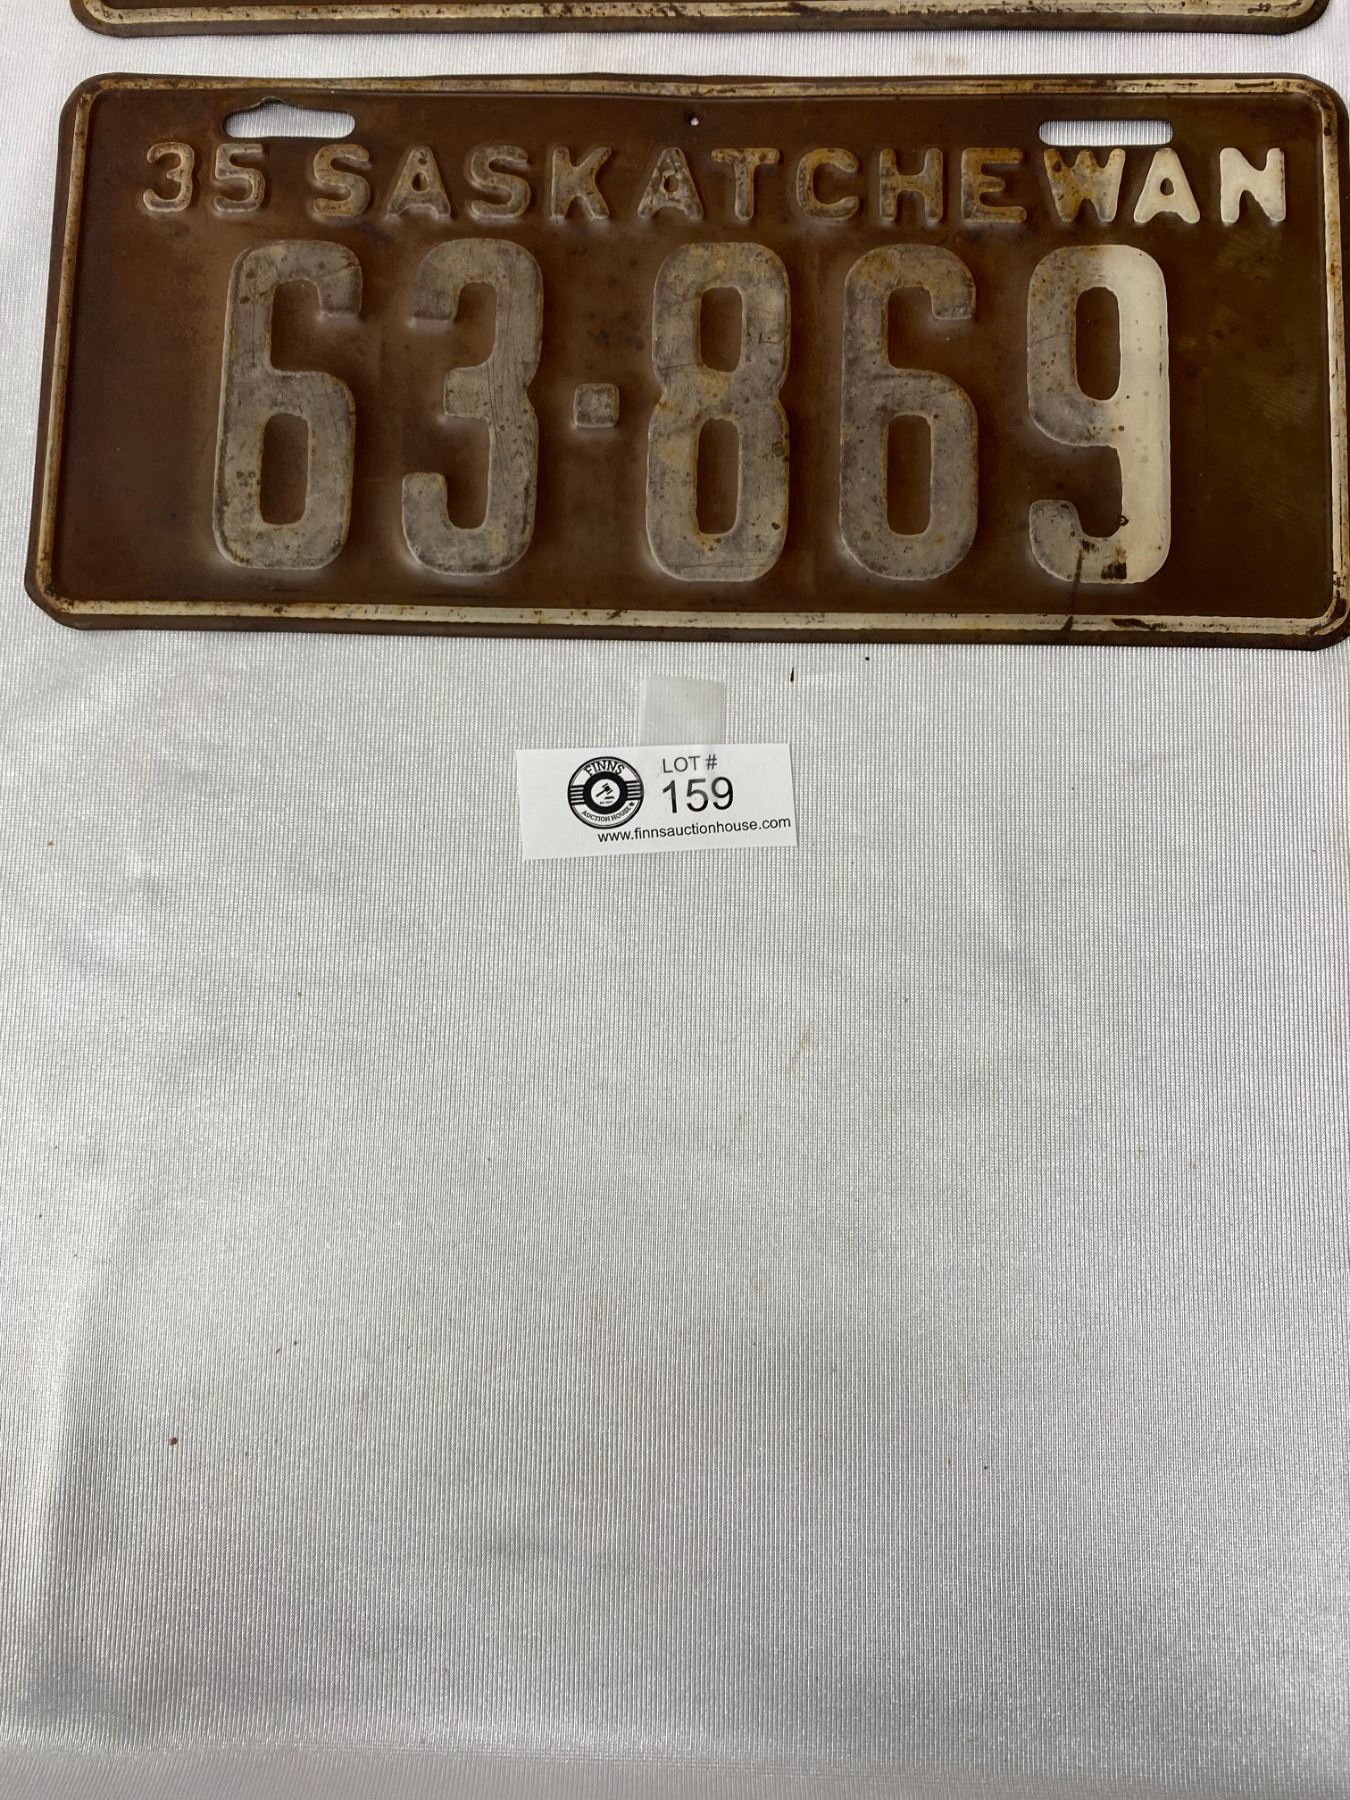 35 SASKATCHEWAN
63-869
FINNS
AUCTION HOUSE
LOT #
159
www.finnsauctionhouse.com